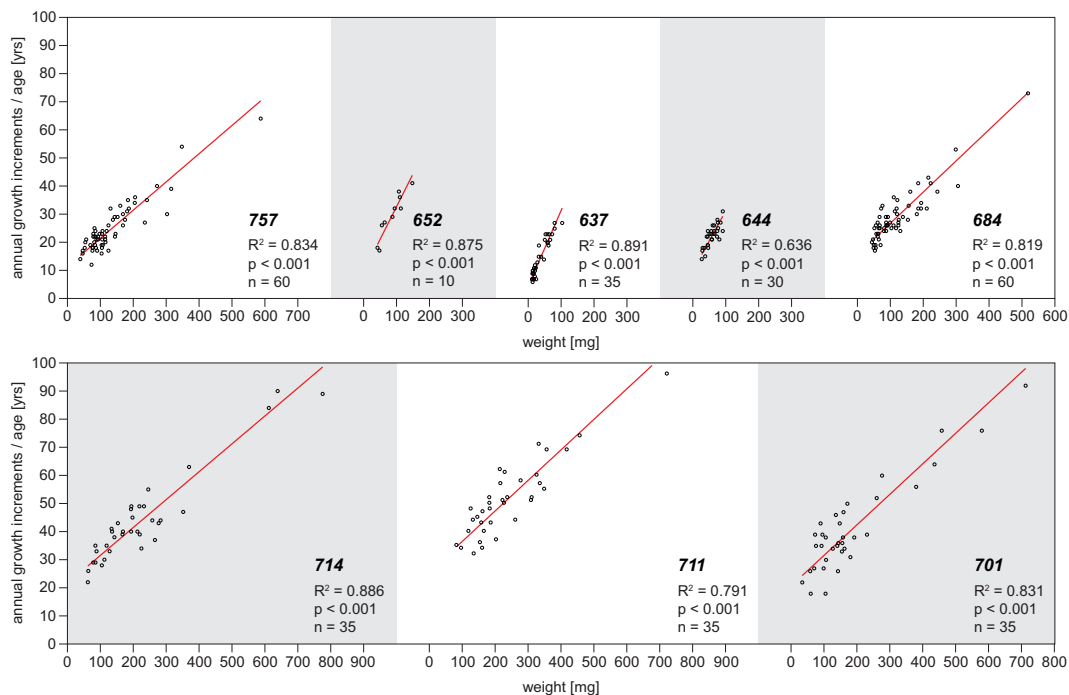 annual growth increments / age [yrs]
100
90
80
70
60
50
40
30
20
10
0
757
R² = 0.834
p < 0.001
n = 60
652
R² = 0.875
p < 0.001
n = 10
637
R² = 0.891
p < 0.001
n = 35
644
R² = 0.636
p < 0.001
n = 30
684
R² = 0.819
p < 0.001
n = 60
0 100 200 300 400 500 600 700 0 100 200 300 0 100 200 300 0 100 200 300 0 100 200 300 400 500 600
weight [mg]
annual growth increments / age [yrs]
100
90
80
70
60
50
40
30
20
10
0
714
R² = 0.886
p < 0.001
n = 35
711
R² = 0.791
p < 0.001
n = 35
701
R² = 0.831
p < 0.001
n = 35
0 100 200 300 400 500 600 700 800 900 0 100 200 300 400 500 600 700 800 900 0 100 200 300 400 500 600 700 800
weight [mg]